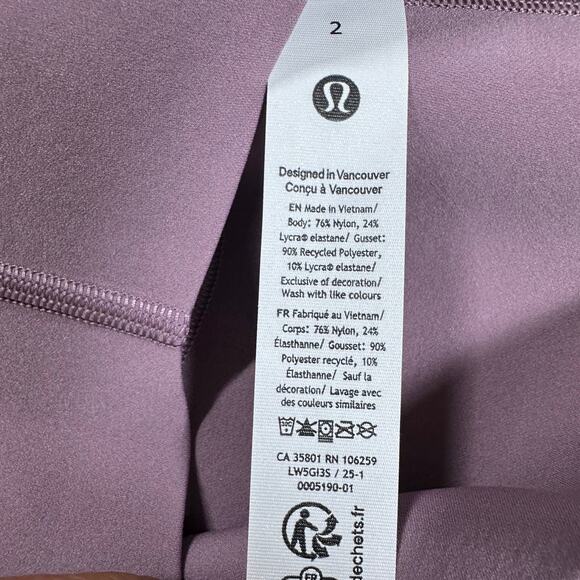 2
Designed in Vancouver
Conçu à Vancouver
EN Made in Vietnam/
Body: 76% Nylon, 24%
Lycra® elastane/ Gusset:
90% Recycled Polyester,
10% Lycra® elastane/
Exclusive of decoration/
Wash with like colours
FR Fabriqué au Vietnam/
Corps: 76% Nylon, 24%
Élasthanne/ Gousset: 90%
Polyester recyclé, 10%
Élasthanne/ Sauf la
décoration/ Lavage avec
des couleurs similaires
CA 35801 RN 106259
LW5GI3S / 25-1
0005190-01
dechets.fr
FR